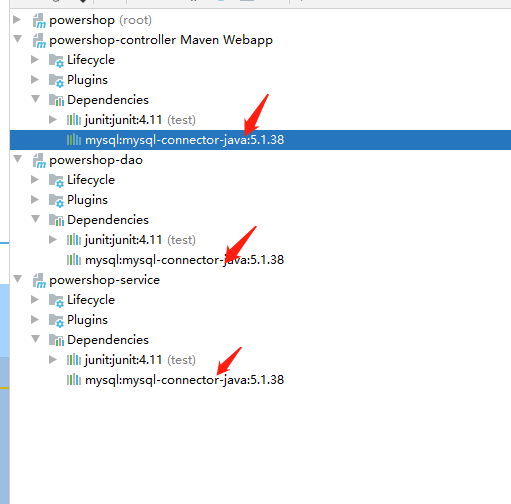 powershop (root)
powershop-controller Maven Webapp
Lifecycle
Plugins
Dependencies
junit:junit:4.11 (test)
mysql:mysql-connector-java:5.1.38
powershop-dao
Lifecycle
Plugins
Dependencies
junit:junit:4.11 (test)
mysql:mysql-connector-java:5.1.38
powershop-service
Lifecycle
Plugins
Dependencies
junit:junit:4.11 (test)
mysql:mysql-connector-java:5.1.38